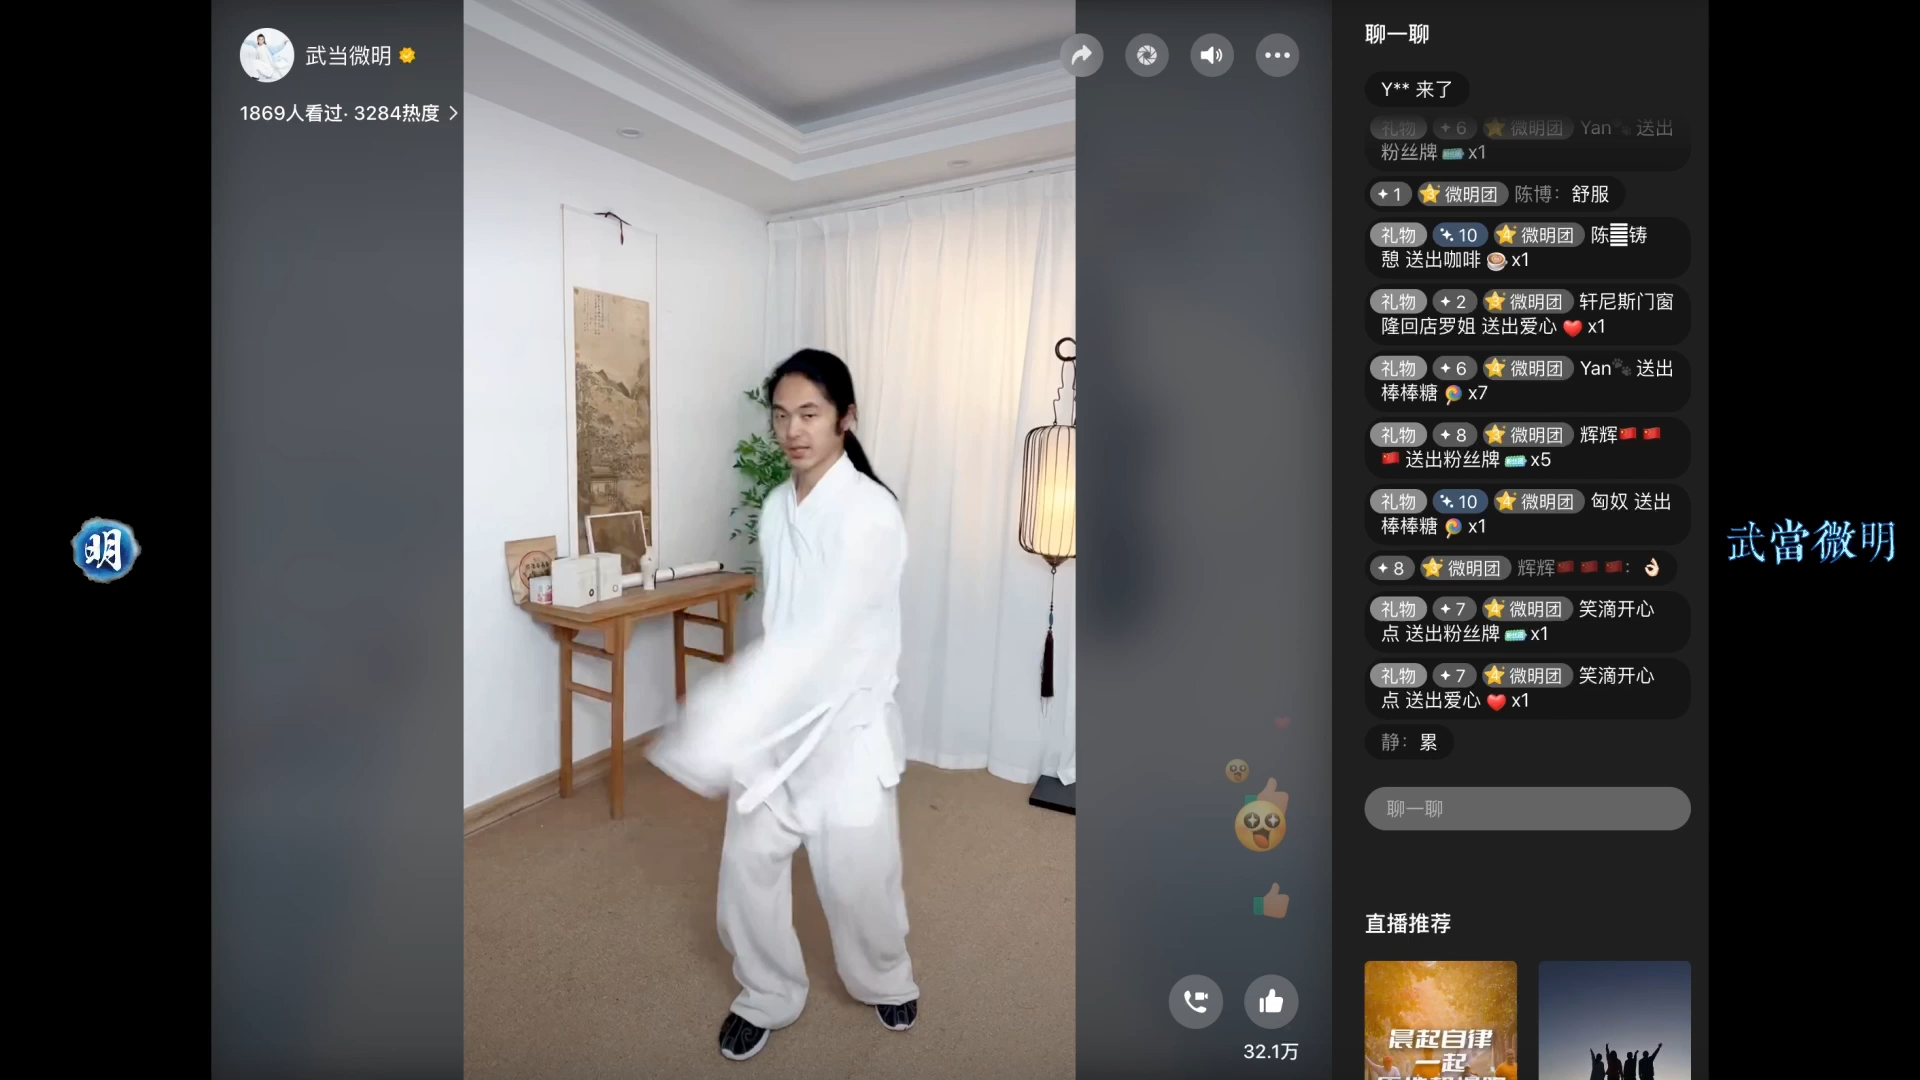 武当微明
1869人看过· 3284热度
明
32.1万
聊一聊
Y** 来了
礼物 6 微明团 Yan 送出
粉丝牌 x1
1 微明团 陈博： 舒服
礼物 10 微明团 陈䷀铸
憩 送出咖啡 x1
礼物 2 微明团 轩尼斯门窗
隆回店罗姐 送出爱心 x1
礼物 6 微明团 Yan🐾 送出
棒棒糖 x7
礼物 8 微明团 辉辉🇨🇳🇨🇳
🇨🇳 送出粉丝牌 x5
礼物 10 微明团 匈奴 送出
棒棒糖 x1
8 微明团 辉辉🇨🇳🇨🇳🇨🇳： 👌🏻
礼物 7 微明团 笑滴开心
点 送出粉丝牌 x1
礼物 7 微明团 笑滴开心
点 送出爱心 x1
静： 累
聊一聊
直播推荐
晨起自律
一起
武當微明